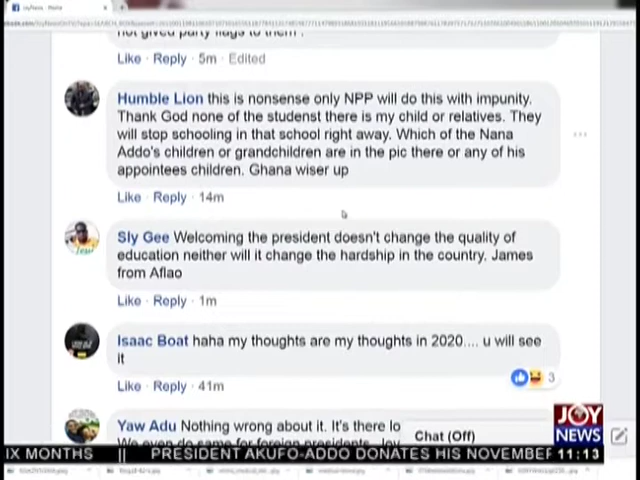 JoyNews - Home
not gived party flags to them .
Like · Reply · 5m · Edited
Humble Lion this is nonsense only NPP will do this with impunity.
Thank God none of the studenst there is my child or relatives. They
will stop schooling in that school right away. Which of the Nana
Addo's children or grandchildren are in the pic there or any of his
appointees children. Ghana wiser up
Like · Reply · 14m
Sly Gee Welcoming the president doesn't change the quality of
education neither will it change the hardship in the country. James
from Aflao
Like · Reply · 1m
Isaac Boat haha my thoughts are my thoughts in 2020.... u will see
it
3
Like · Reply · 41m
Yaw Adu Nothing wrong about it. It's there lo
We even do same for foreign presidents. Joy
Chat (Off)
JOY
NEWS
IX MONTHS || PRESIDENT AKUFO-ADDO DONATES HIS NOVEMBER 11:13